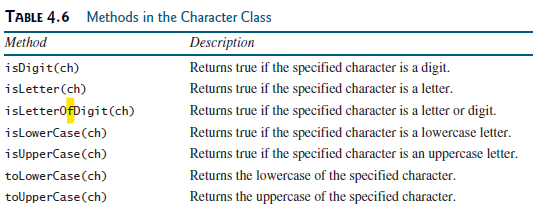 TABLE 4.6 Methods in the Character Class
Method Description
isDigit(ch) Returns true if the specified character is a digit.
isLetter(ch) Returns true if the specified character is a letter.
isLetterOfDigit(ch) Returns true if the specified character is a letter or digit.
isLowerCase(ch) Returns true if the specified character is a lowercase letter.
isUpperCase(ch) Returns true if the specified character is an uppercase letter.
toLowerCase(ch) Returns the lowercase of the specified character.
toUpperCase(ch) Returns the uppercase of the specified character.